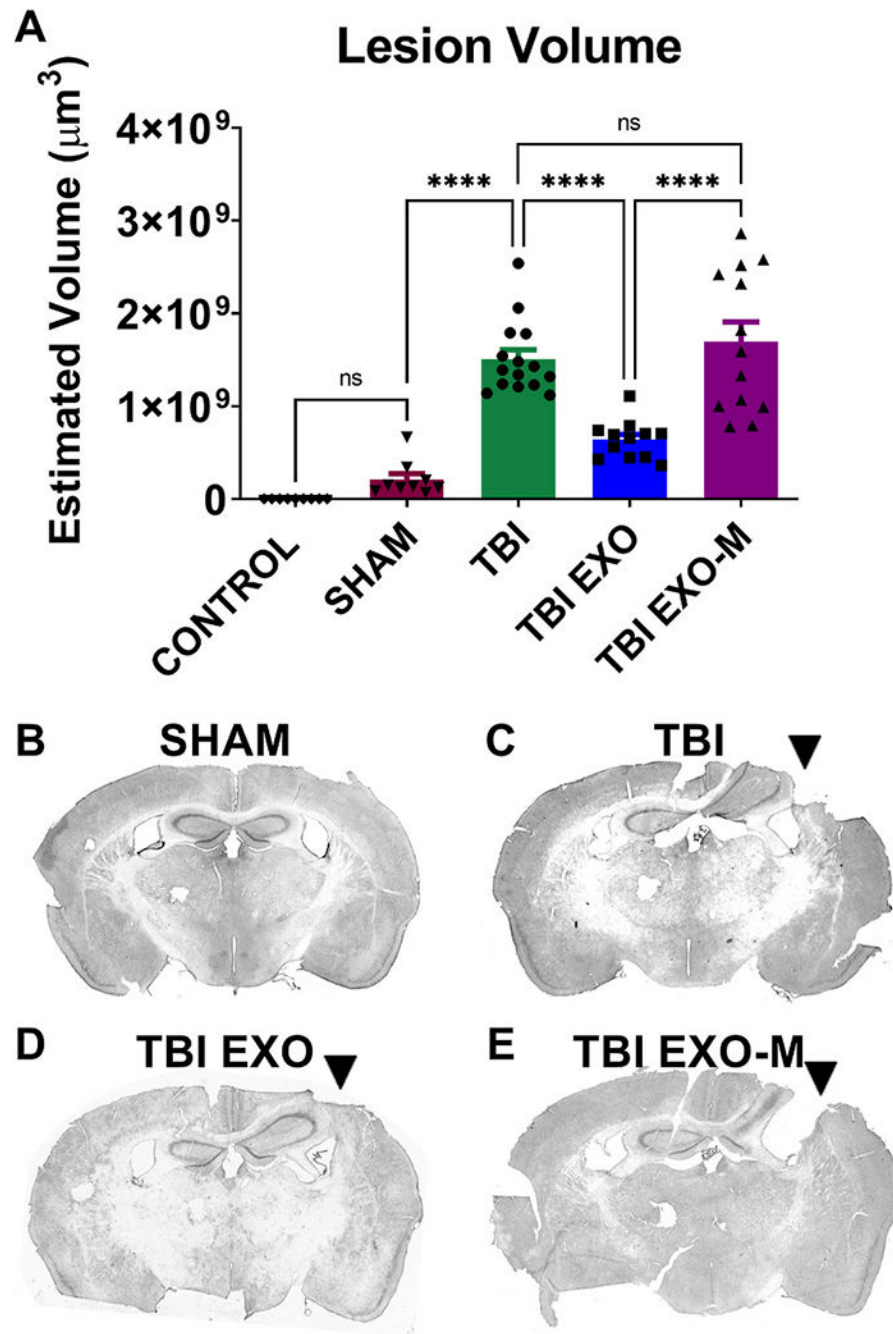 A
Lesion Volume
Estimated Volume (μm³)
4×10⁹
3×10⁹
2×10⁹
1×10⁹
0
ns
****
****
****
ns
CONTROL
SHAM
TBI
TBI EXO
TBI EXO-M
B SHAM
C TBI
D TBI EXO
E TBI EXO-M